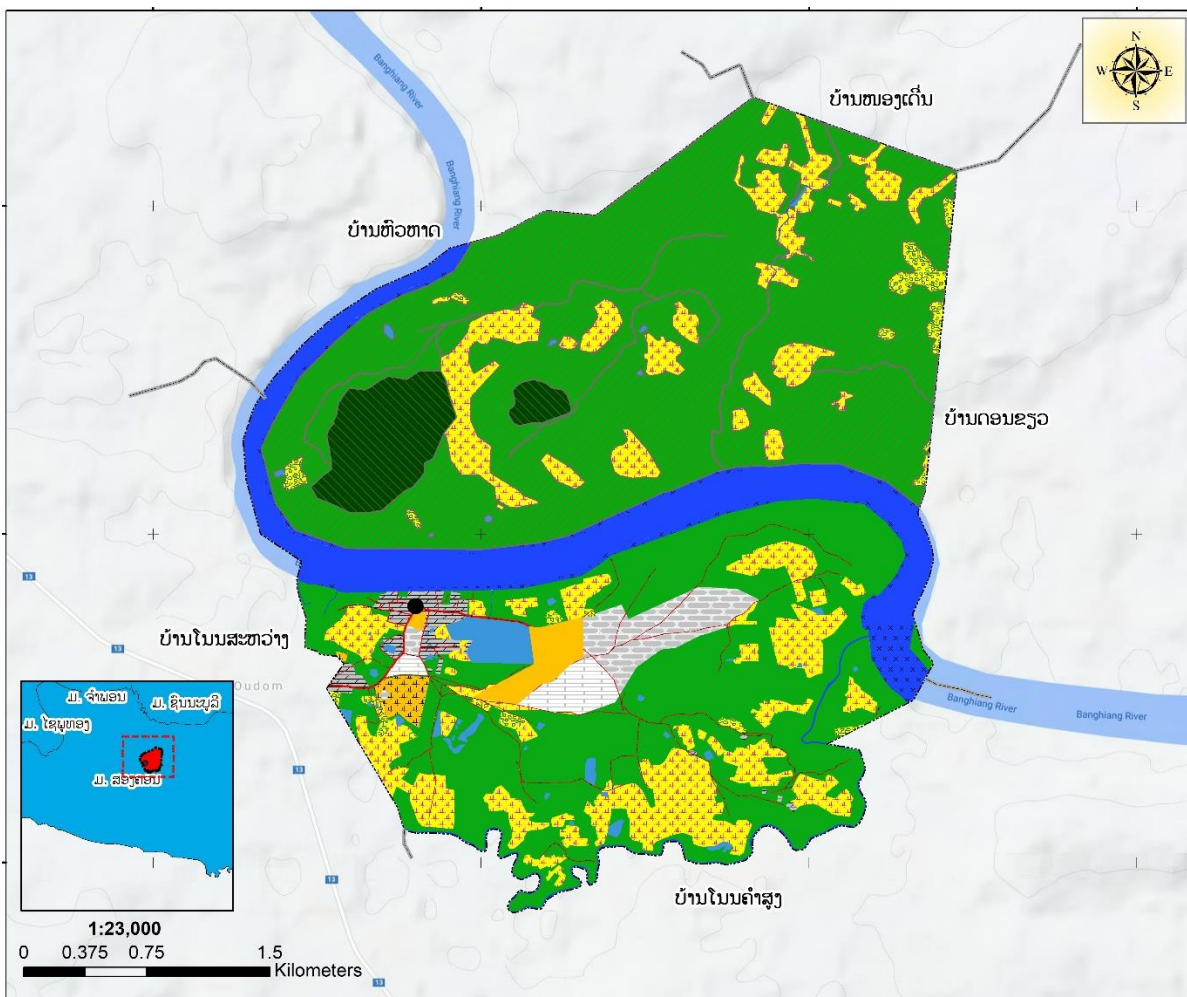 N
W E
S
Banghiang River
Banghiang River
ບ້ານໜອງເດີ່ນ
ບ້ານຫົວຫາດ
ບ້ານດອນຂຽວ
13
ບ້ານໂນນສະຫວ່າງ
13
Oudom
Banghiang River
Banghiang River
ມ. ຈຳພອນ
ມ. ຊົນນະບູລີ
ມ. ໄຊພູທອງ
ມ. ສອງຄອນ
13
13
ບ້ານໂນນຄຳສູງ
1:23,000
0 0.375 0.75 1.5
Kilometers
13